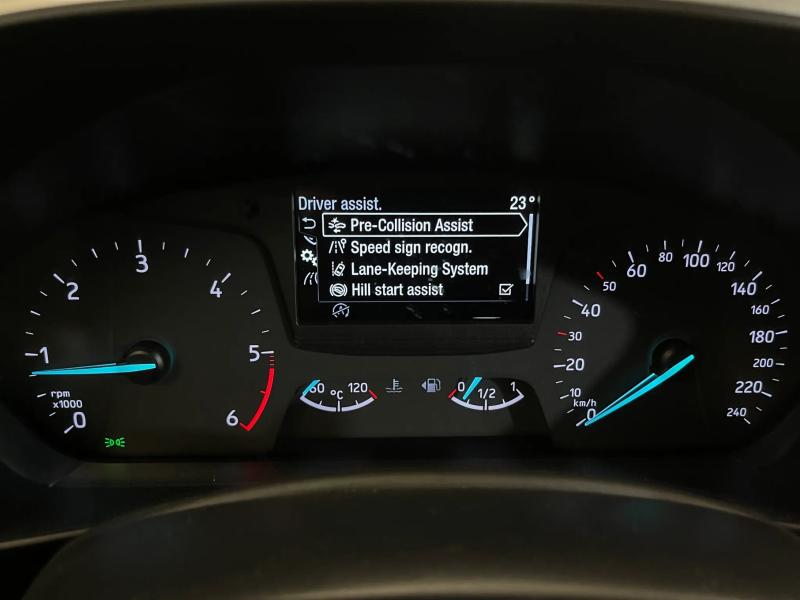 Driver assist. 23°
Pre-Collision Assist
Speed sign recogn.
Lane-Keeping System
Hill start assist
0 1 2 3 4 5 6
rpm
x1000
60 °C 120
0 1/2 1
0 10 20 30 40 50 60 80 100 120 140 160 180 200 220 240
km/h